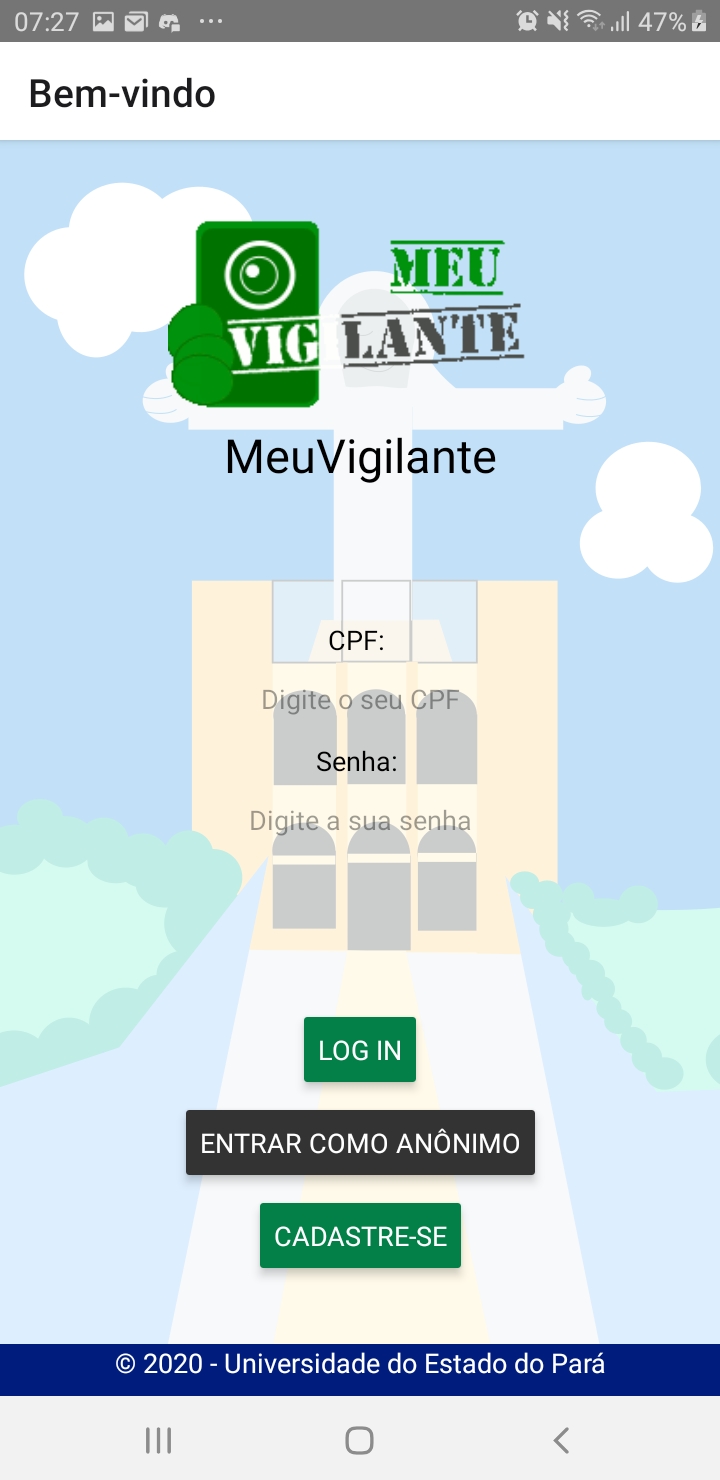 07:27
47%
Bem-vindo
MEU
VIGILANTE
MeuVigilante
CPF:
Digite o seu CPF
Senha:
Digite a sua senha
LOG IN
ENTRAR COMO ANÔNIMO
CADASTRE-SE
© 2020 - Universidade do Estado do Pará